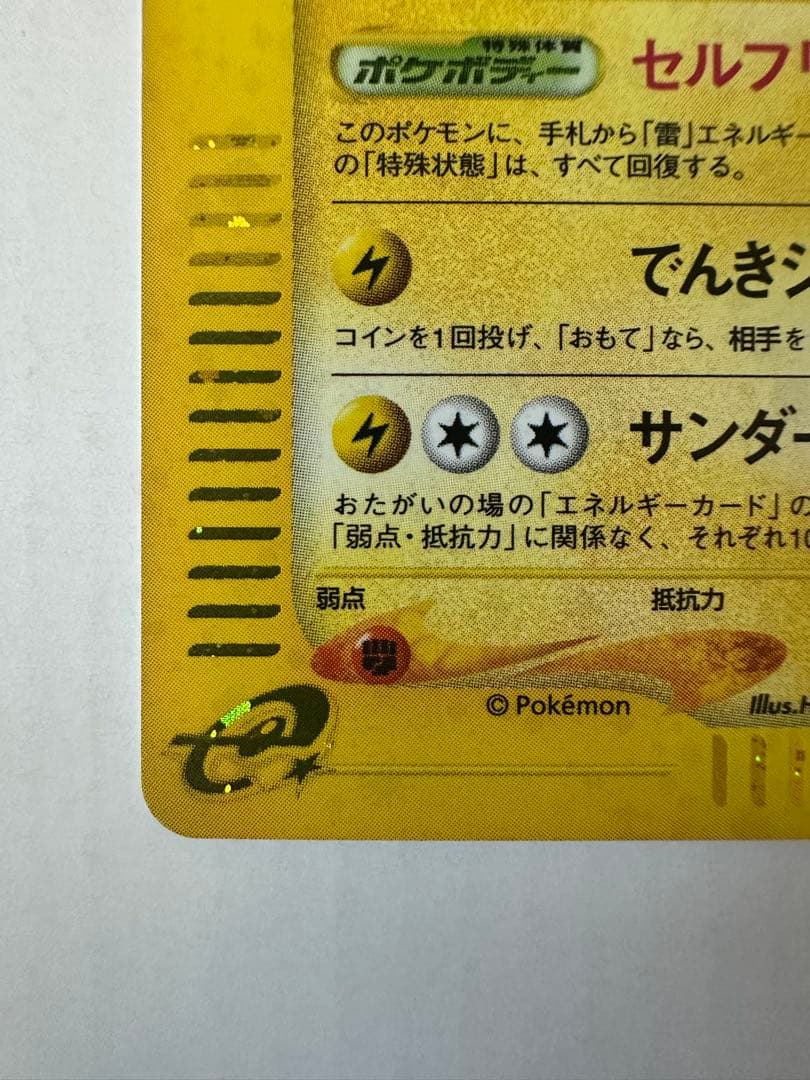 特殊体質
ポケボディー セルフ
このポケモンに、手札から「雷」エネルギー
の「特殊状態」は、すべて回復する。
でんきシ
コインを1回投げ、「おもて」なら、相手を
サンダー
おたがいの場の「エネルギーカード」の
「弱点・抵抗力」に関係なく、それぞれ10
弱点 抵抗力
© Pokémon Illus.H